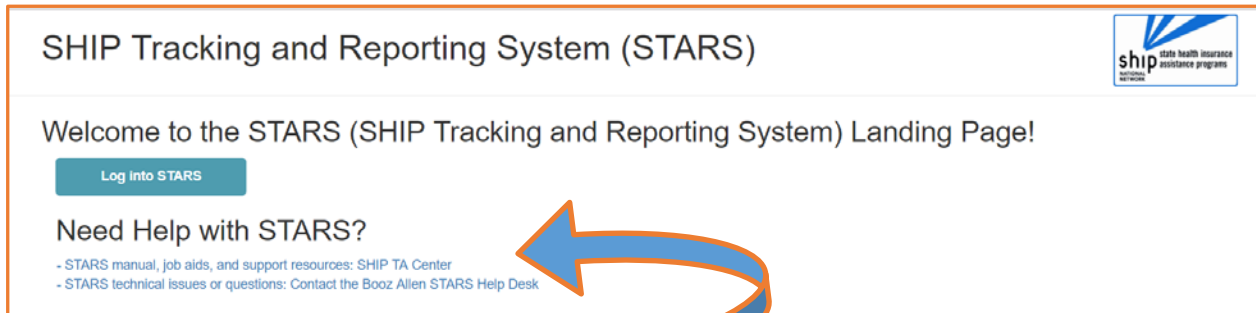 SHIP Tracking and Reporting System (STARS)
ship state health insurance
assistance programs
NATIONAL
NETWORK
Welcome to the STARS (SHIP Tracking and Reporting System) Landing Page!
Log into STARS
Need Help with STARS?
- STARS manual, job aids, and support resources: SHIP TA Center
- STARS technical issues or questions: Contact the Booz Allen STARS Help Desk